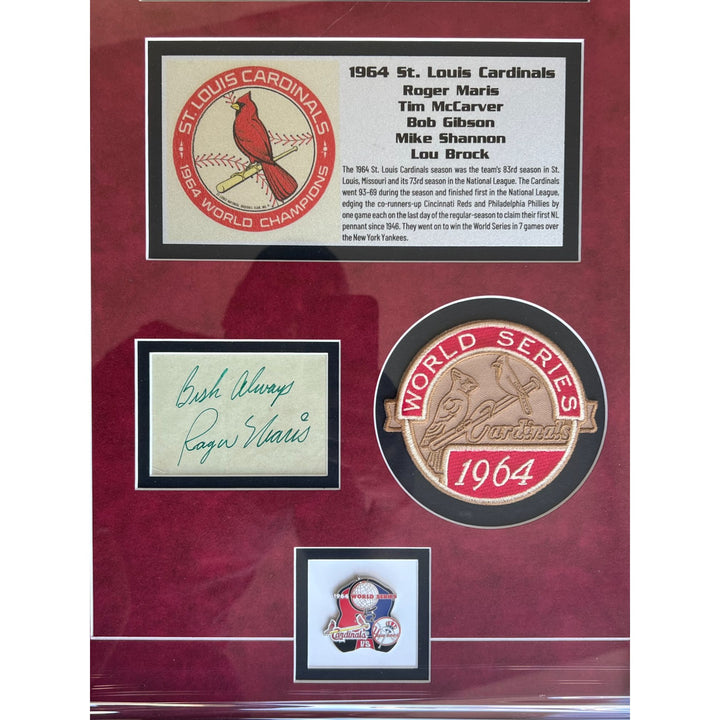 ST. LOUIS CARDINALS
1964 WORLD CHAMPIONS
1964 St. Louis Cardinals
Roger Maris
Tim McCarver
Bob Gibson
Mike Shannon
Lou Brock
The 1964 St. Louis Cardinals season was the team's 83rd season in St.
Louis, Missouri and its 73rd season in the National League. The Cardinals
went 93-69 during the season and finished first in the National League,
edging the co-runners-up Cincinnati Reds and Philadelphia Phillies by
one game each on the last day of the regular-season to claim their first NL
pennant since 1946. They went on to win the World Series in 7 games over
the New York Yankees.
Best Always
Roger Maris
WORLD SERIES
Cardinals
1964
1964 WORLD SERIES
Cardinals
VS.